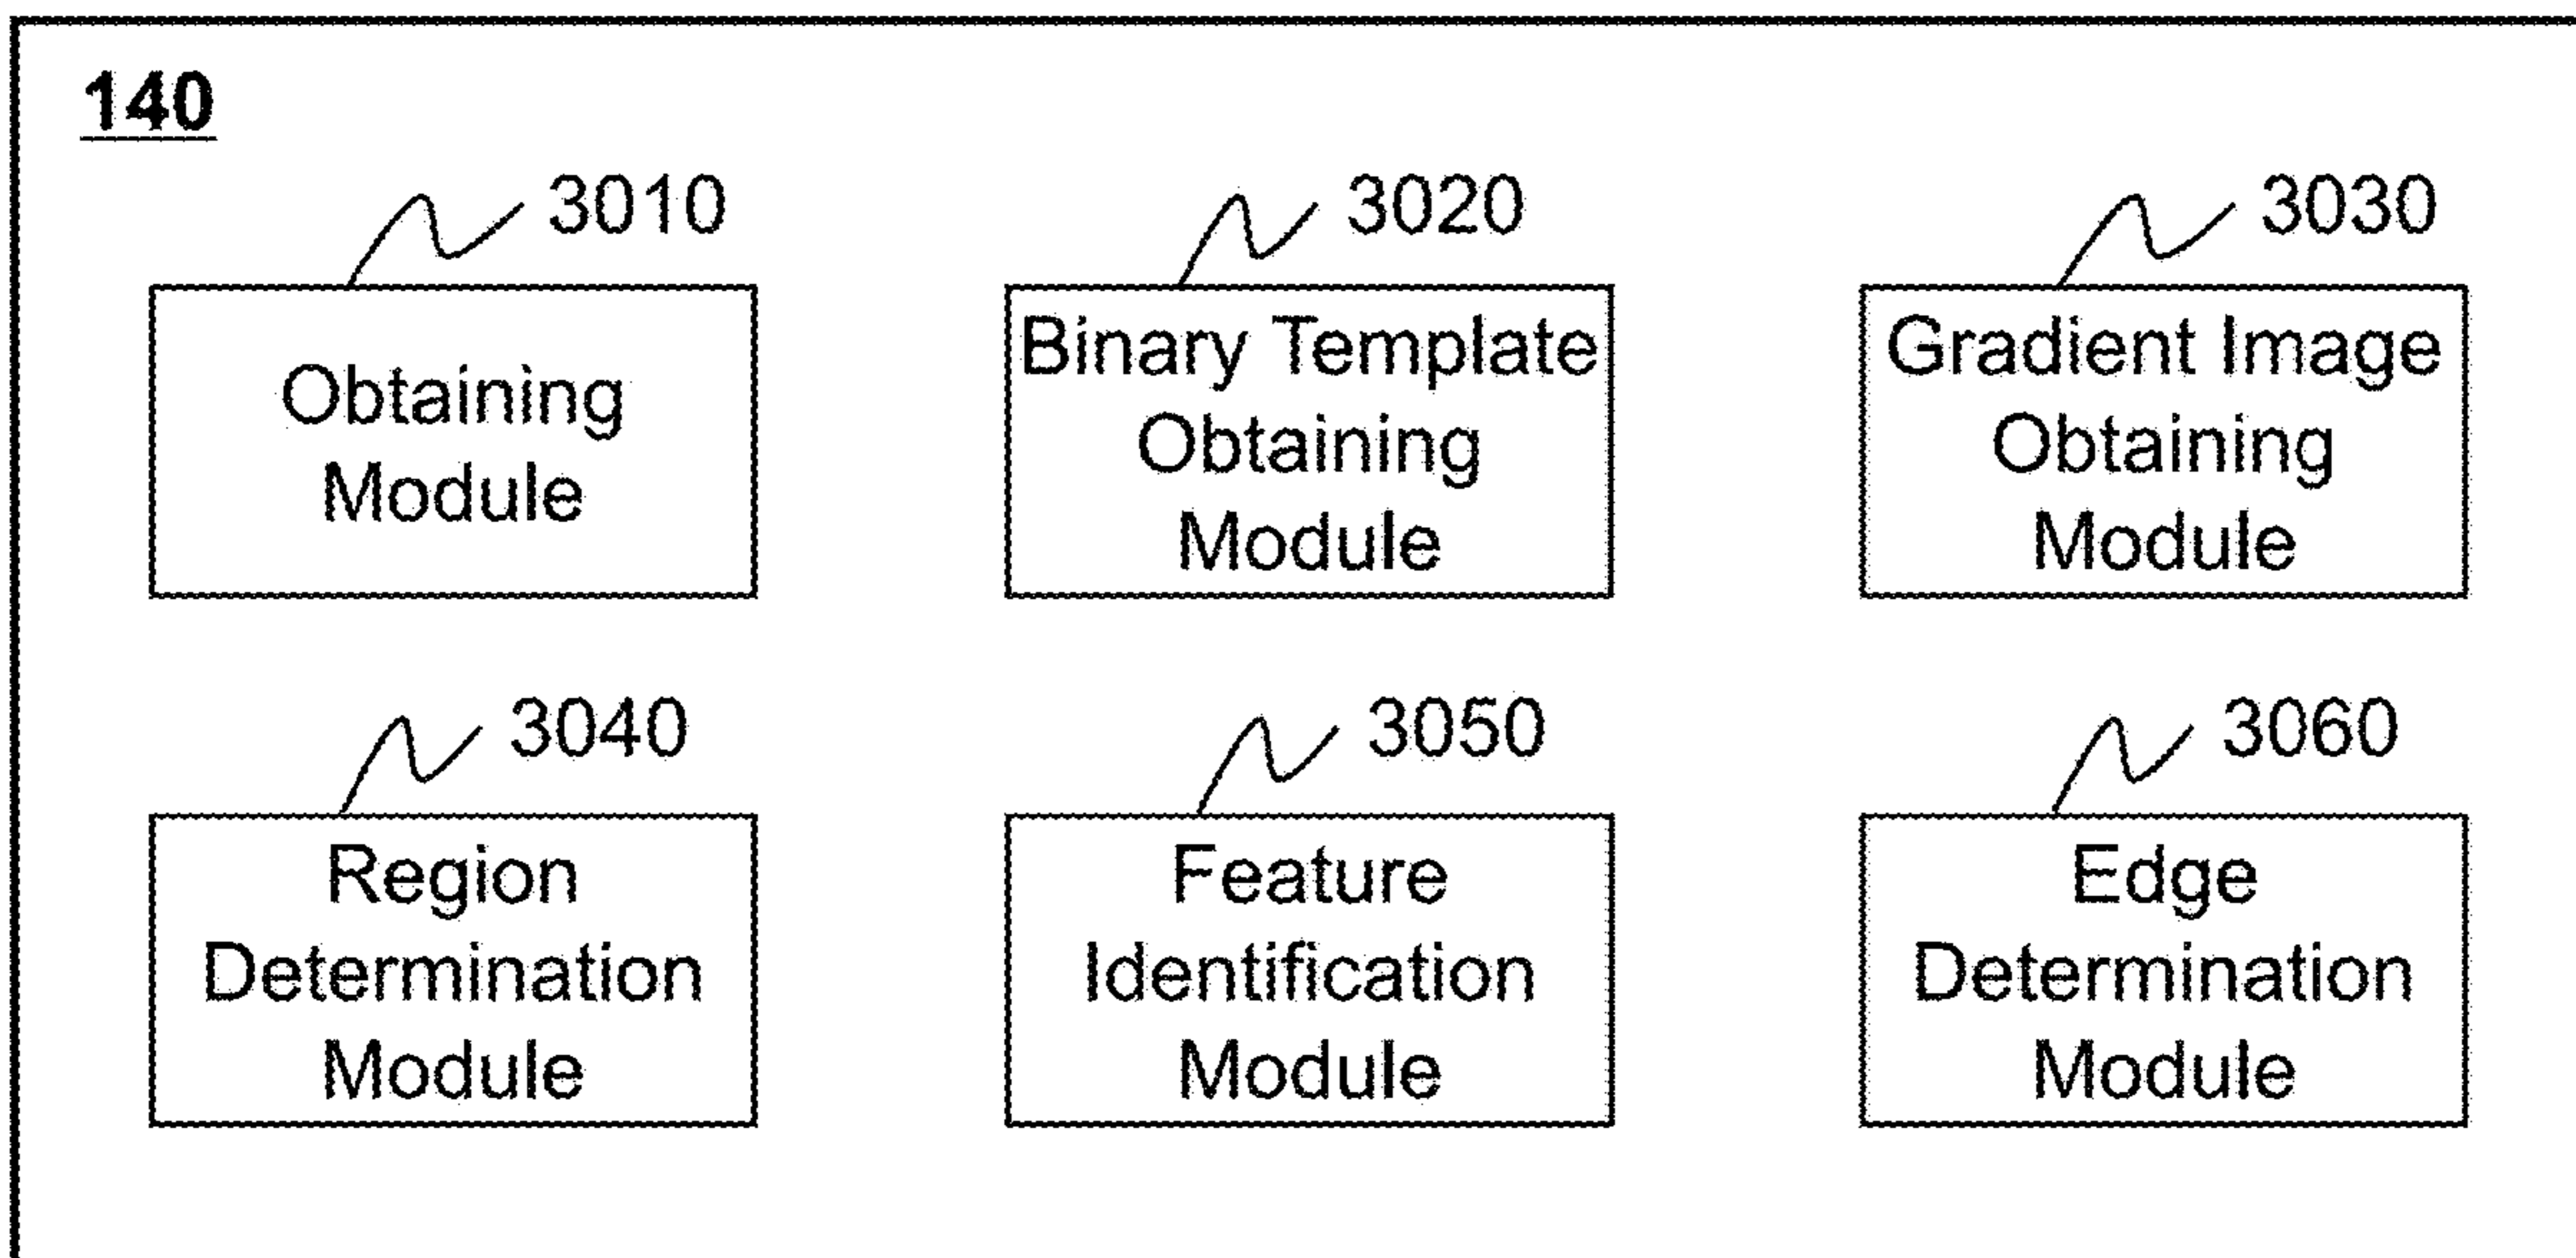 140
3010
3020
3030
Obtaining
Module
Binary Template
Obtaining
Module
Gradient Image
Obtaining
Module
3040
3050
3060
Region
Determination
Module
Feature
Identification
Module
Edge
Determination
Module